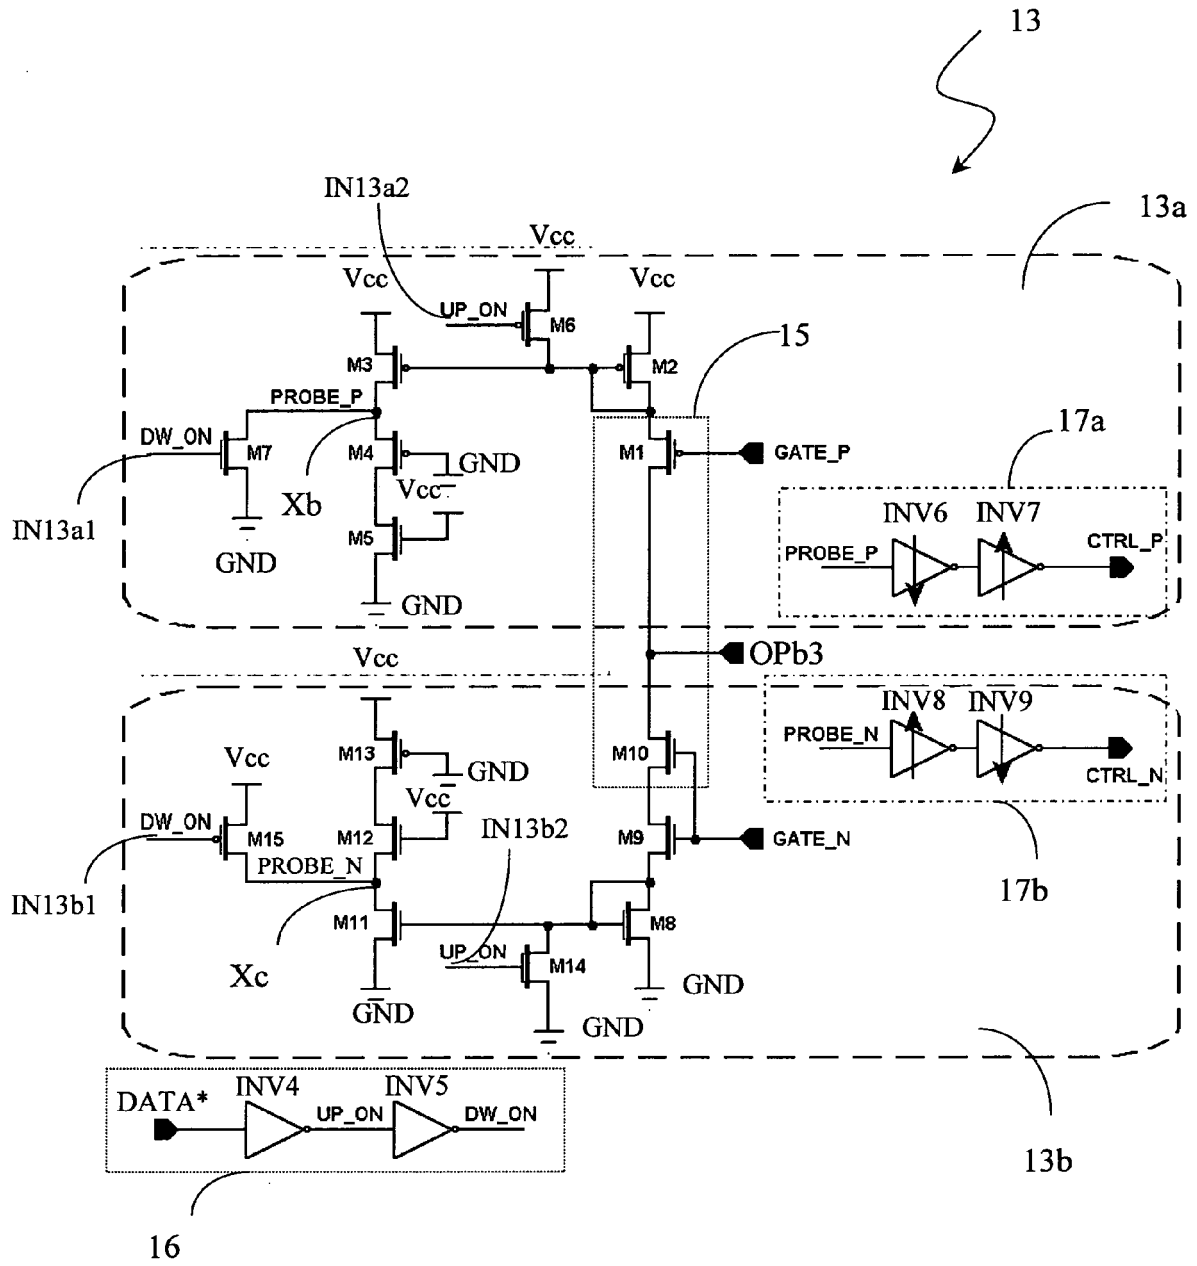 13
IN13a2
13a
Vcc
Vcc
UP_ON
M6
Vcc
15
M3
M2
PROBE_P
17a
DW_ON
M7
M4
GND
M1
GATE_P
Xb
Vcc
INV6
INV7
IN13a1
M5
PROBE_P
CTRL_P
GND
GND
Vcc
OPb3
INV8
INV9
M13
M10
PROBE_N
Vcc
GND
CTRL_N
Vcc
DW_ON
M15
M12
IN13b2
M9
GATE_N
PROBE_N
17b
IN13b1
M11
M8
UP_ON
M14
Xc
GND
GND
GND
INV4
INV5
DATA*
UP_ON
DW_ON
13b
16